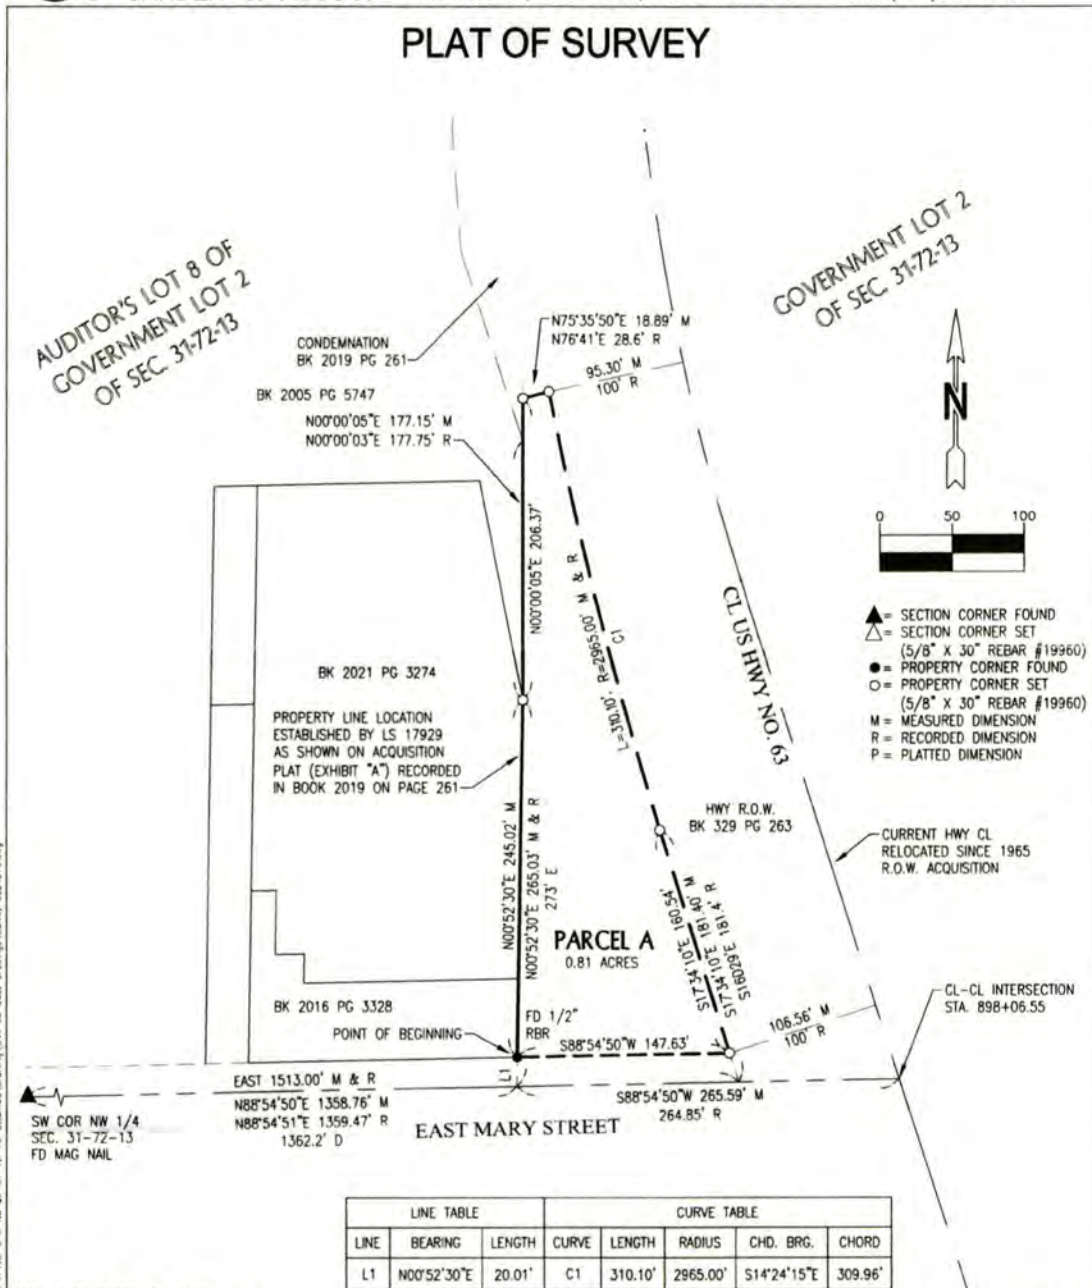 PLAT OF SURVEY
AUDITOR'S LOT 8 OF
GOVERNMENT LOT 2
OF SEC. 31-72-13
GOVERNMENT LOT 2
OF SEC. 31-72-13
CONDEMNATION
BK 2019 PG 261
N75°35'50"E 18.89' M
N76°41'E 28.6' R
95.30' M
100' R
BK 2005 PG 5747
N00°00'05"E 177.15' M
N00°00'03"E 177.75' R
N
0 50 100
N00°00'05"E 206.37'
L=310.10', R=2965.00' M & R
C1
CL US HWY NO. 63
▲= SECTION CORNER FOUND
△= SECTION CORNER SET
(5/8" X 30" REBAR #19960)
●= PROPERTY CORNER FOUND
○= PROPERTY CORNER SET
(5/8" X 30" REBAR #19960)
M = MEASURED DIMENSION
R = RECORDED DIMENSION
P = PLATTED DIMENSION
BK 2021 PG 3274
PROPERTY LINE LOCATION
ESTABLISHED BY LS 17929
AS SHOWN ON ACQUISITION
PLAT (EXHIBIT "A") RECORDED
IN BOOK 2019 ON PAGE 261
HWY R.O.W.
BK 329 PG 263
CURRENT HWY CL
RELOCATED SINCE 1965
R.O.W. ACQUISITION
N00°52'30"E 245.02' M
N00°52'30"E 265.03' M & R
273' E
S17°34'10"E 160.54'
S17°34'10"E 181.40' M
S16029'E 181.4' R
PARCEL A
0.81 ACRES
BK 2016 PG 3328
FD 1/2"
RBR
POINT OF BEGINNING
S88°54'50"W 147.63'
106.56' M
100' R
CL-CL INTERSECTION
STA. 898+06.55
L1
EAST 1513.00' M & R
N88°54'50"E 1358.76' M
N88°54'51"E 1359.47' R
1362.2' D
S88°54'50"W 265.59' M
264.85' R
SW COR NW 1/4
SEC. 31-72-13
FD MAG NAIL
EAST MARY STREET
LINE TABLE CURVE TABLE
LINE BEARING LENGTH CURVE LENGTH RADIUS CHD. BRG. CHORD
L1 N00°52'30"E 20.01' C1 310.10' 2965.00' S14°24'15"E 309.96'